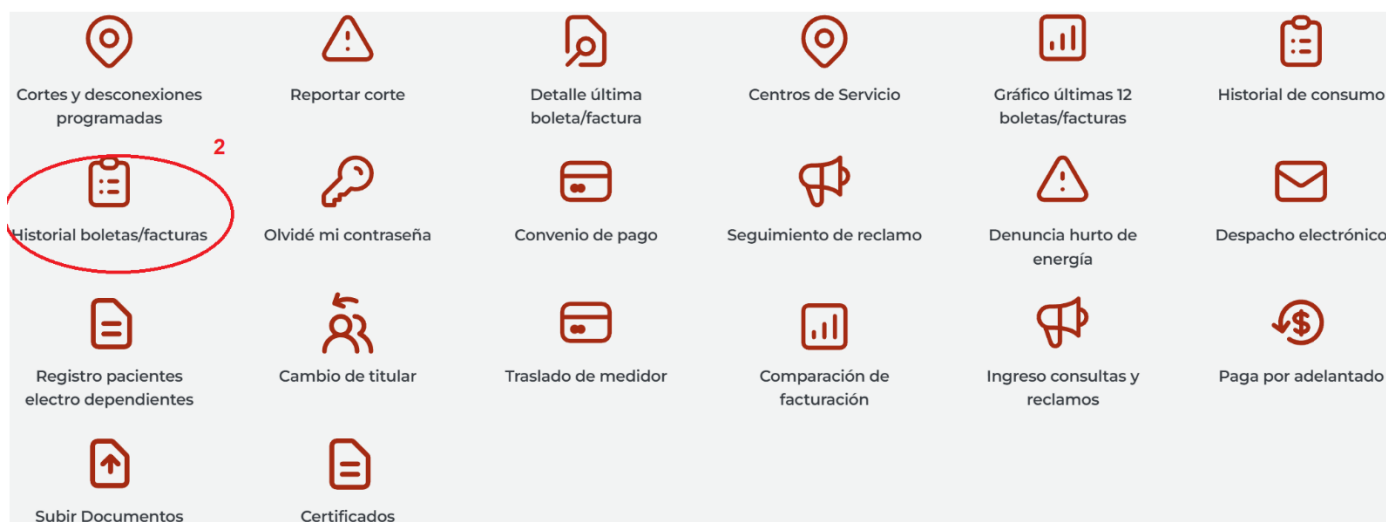 Cortes y desconexiones
programadas
Reportar corte
Detalle última
boleta/factura
Centros de Servicio
Gráfico últimas 12
boletas/facturas
Historial de consumo
2
Historial boletas/facturas
Olvidé mi contraseña
Convenio de pago
Seguimiento de reclamo
Denuncia hurto de
energía
Despacho electrónico
Registro pacientes
electro dependientes
Cambio de titular
Traslado de medidor
Comparación de
facturación
Ingreso consultas y
reclamos
Paga por adelantado
Subir Documentos
Certificados